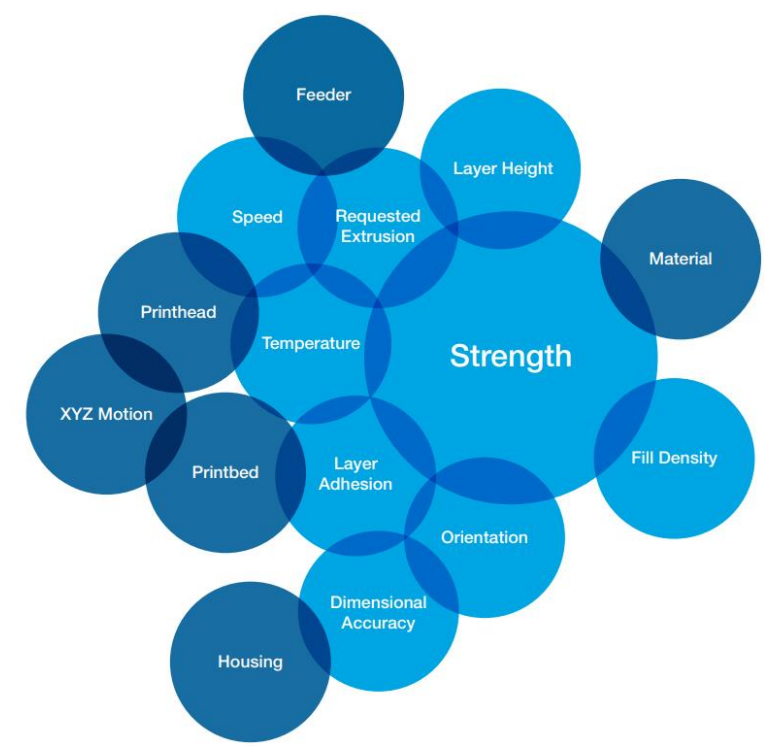 Feeder
Layer Height
Speed
Requested
Extrusion
Material
Printhead
Temperature
Strength
XYZ Motion
Printbed
Layer
Adhesion
Fill Density
Orientation
Dimensional
Accuracy
Housing